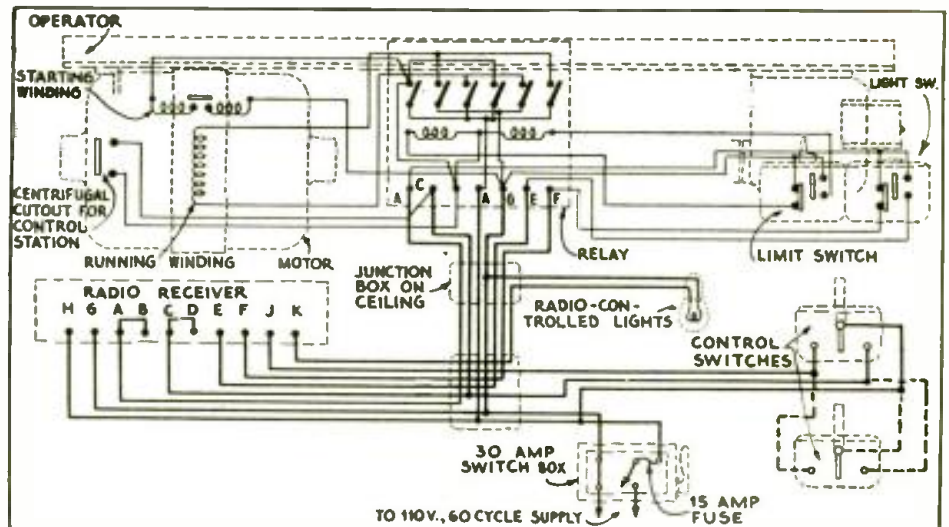 OPERATOR
STARTING
WINDING
LIGHT SW.
CENTRIFUGAL
CUTOUT FOR
CONTROL
STATION
RUNNING WINDING
MOTOR
A C A G E F
RELAY
LIMIT SWITCH
JUNCTION
BOX ON
CEILING
RADIO RECEIVER
H G A B C D E F J K
RADIO-CON-
TROLLED LIGHTS
CONTROL
SWITCHES
30 AMP
SWITCH BOX
15 AMP
FUSE
TO 110V., 60 CYCLE SUPPLY